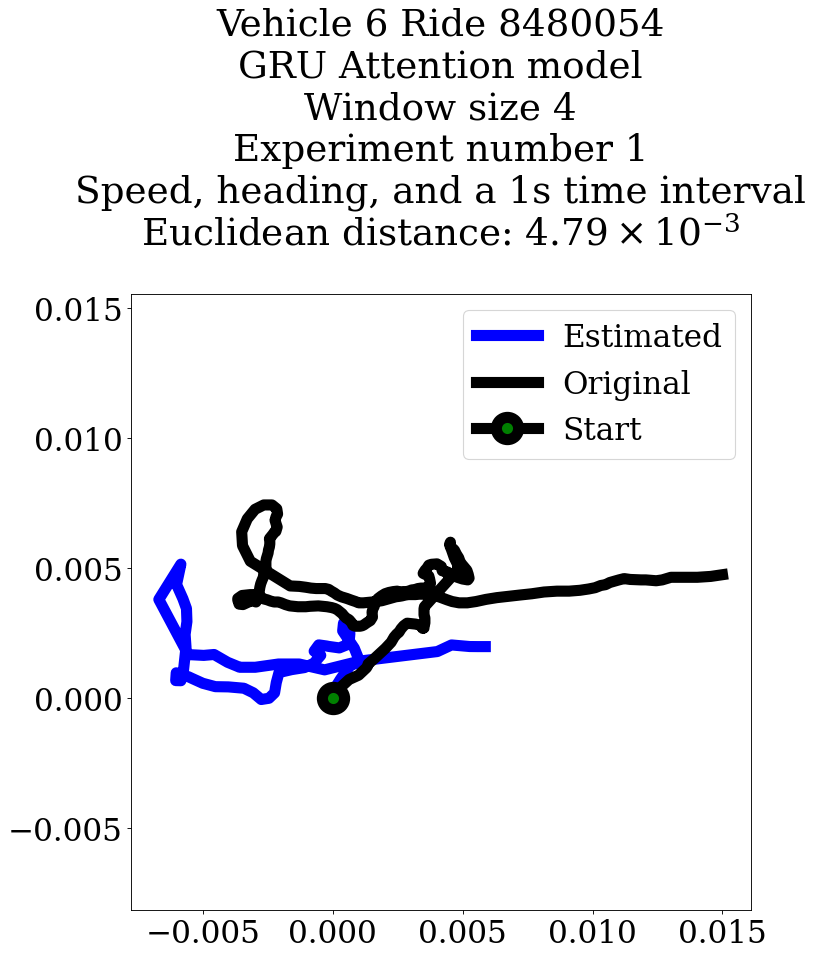 Vehicle 6 Ride 8480054
GRU Attention model
Window size 4
Experiment number 1
Speed, heading, and a 1s time interval
Euclidean distance: 4.79 × 10⁻³
0.015
0.010
0.005
0.000
−0.005
Estimated
Original
Start
−0.005 0.000 0.005 0.010 0.015